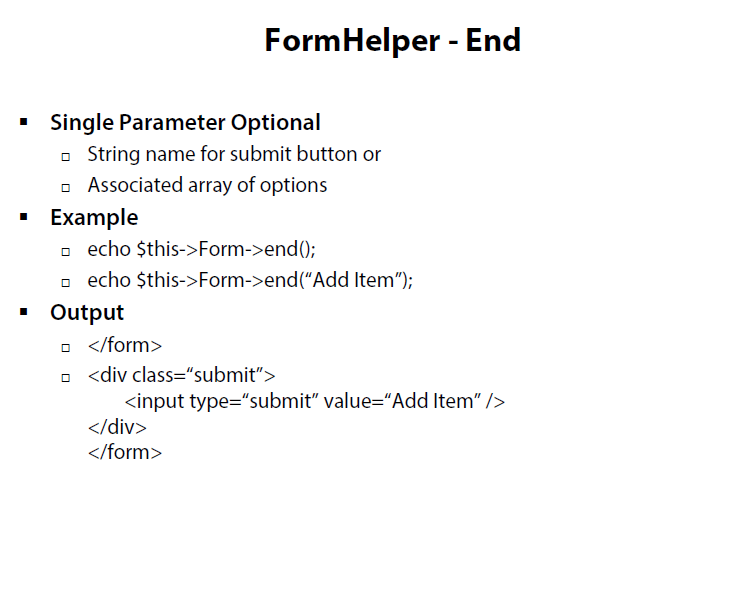 FormHelper - End
▪ Single Parameter Optional
▫ String name for submit button or
▫ Associated array of options
▪ Example
▫ echo $this->Form->end();
▫ echo $this->Form->end(“Add Item”);
▪ Output
▫ </form>
▫ <div class=“submit”>
<input type=“submit” value=“Add Item” />
</div>
</form>